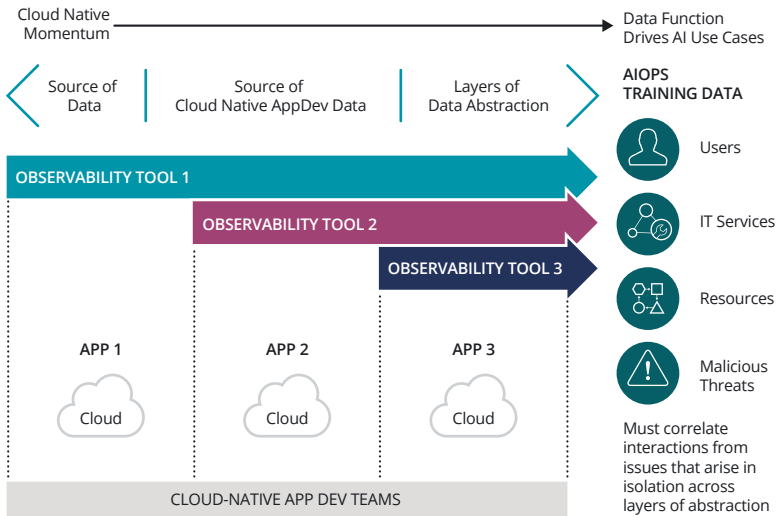 Cloud Native
Momentum
Data Function
Drives AI Use Cases
Source of
Data
Source of
Cloud Native AppDev Data
Layers of
Data Abstraction
AIOPS
TRAINING DATA
OBSERVABILITY TOOL 1
OBSERVABILITY TOOL 2
OBSERVABILITY TOOL 3
Users
IT Services
Resources
Malicious
Threats
APP 1
Cloud
APP 2
Cloud
APP 3
Cloud
CLOUD-NATIVE APP DEV TEAMS
Must correlate
interactions from
issues that arise in
isolation across
layers of abstraction